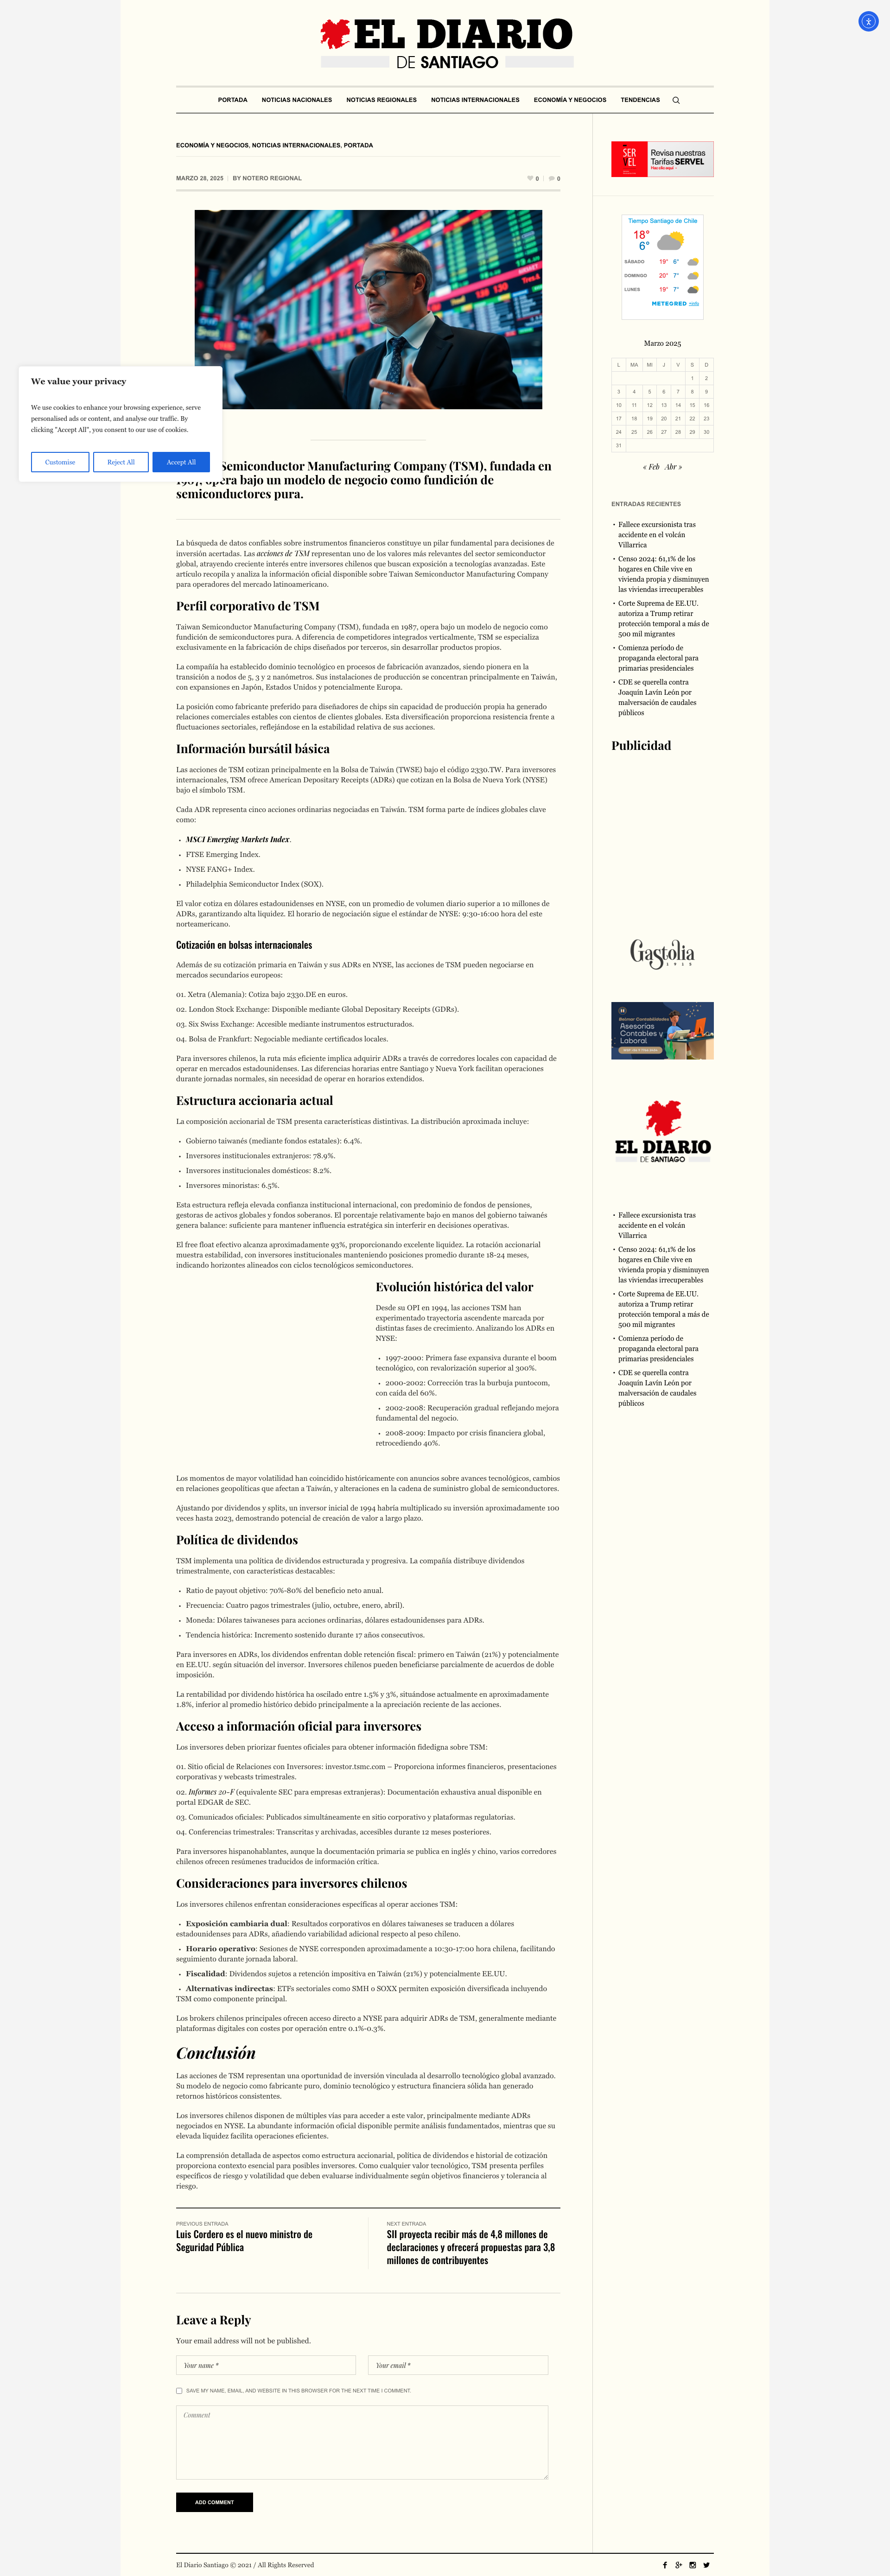 EL DIARIO
DE SANTIAGO
PORTADA NOTICIAS NACIONALES NOTICIAS REGIONALES NOTICIAS INTERNACIONALES ECONOMÍA Y NEGOCIOS TENDENCIAS
ECONOMÍA Y NEGOCIOS, NOTICIAS INTERNACIONALES, PORTADA
MARZO 28, 2025 BY NOTERO REGIONAL 0 0
We value your privacy
We use cookies to enhance your browsing experience, serve
personalised ads or content, and analyse our traffic. By
clicking "Accept All", you consent to our use of cookies.
Customise Reject All Accept All
Semiconductor Manufacturing Company (TSM), fundada en
1987, opera bajo un modelo de negocio como fundición de
semiconductores pura.
La búsqueda de datos confiables sobre instrumentos financieros constituye un pilar fundamental para decisiones de
inversión acertadas. Las acciones de TSM representan uno de los valores más relevantes del sector semiconductor
global, atrayendo creciente interés entre inversores chilenos que buscan exposición a tecnologías avanzadas. Este
artículo recopila y analiza la información oficial disponible sobre Taiwan Semiconductor Manufacturing Company
para operadores del mercado latinoamericano.
Perfil corporativo de TSM
Taiwan Semiconductor Manufacturing Company (TSM), fundada en 1987, opera bajo un modelo de negocio como
fundición de semiconductores pura. A diferencia de competidores integrados verticalmente, TSM se especializa
exclusivamente en la fabricación de chips diseñados por terceros, sin desarrollar productos propios.
La compañía ha establecido dominio tecnológico en procesos de fabricación avanzados, siendo pionera en la
transición a nodos de 5, 3 y 2 nanómetros. Sus instalaciones de producción se concentran principalmente en Taiwán,
con expansiones en Japón, Estados Unidos y potencialmente Europa.
La posición como fabricante preferido para diseñadores de chips sin capacidad de producción propia ha generado
relaciones comerciales estables con cientos de clientes globales. Esta diversificación proporciona resistencia frente a
fluctuaciones sectoriales, reflejándose en la estabilidad relativa de sus acciones.
Información bursátil básica
Las acciones de TSM cotizan principalmente en la Bolsa de Taiwán (TWSE) bajo el código 2330.TW. Para inversores
internacionales, TSM ofrece American Depositary Receipts (ADRs) que cotizan en la Bolsa de Nueva York (NYSE)
bajo el símbolo TSM.
Cada ADR representa cinco acciones ordinarias negociadas en Taiwán. TSM forma parte de índices globales clave
como:
• MSCI Emerging Markets Index.
• FTSE Emerging Index.
• NYSE FANG+ Index.
• Philadelphia Semiconductor Index (SOX).
El valor cotiza en dólares estadounidenses en NYSE, con un promedio de volumen diario superior a 10 millones de
ADRs, garantizando alta liquidez. El horario de negociación sigue el estándar de NYSE: 9:30-16:00 hora del este
norteamericano.
Cotización en bolsas internacionales
Además de su cotización primaria en Taiwán y sus ADRs en NYSE, las acciones de TSM pueden negociarse en
mercados secundarios europeos:
01. Xetra (Alemania): Cotiza bajo 2330.DE en euros.
02. London Stock Exchange: Disponible mediante Global Depositary Receipts (GDRs).
03. Six Swiss Exchange: Accesible mediante instrumentos estructurados.
04. Bolsa de Frankfurt: Negociable mediante certificados locales.
Para inversores chilenos, la ruta más eficiente implica adquirir ADRs a través de corredores locales con capacidad de
operar en mercados estadounidenses. Las diferencias horarias entre Santiago y Nueva York facilitan operaciones
durante jornadas normales, sin necesidad de operar en horarios extendidos.
Estructura accionaria actual
La composición accionarial de TSM presenta características distintivas. La distribución aproximada incluye:
• Gobierno taiwanés (mediante fondos estatales): 6.4%.
• Inversores institucionales extranjeros: 78.9%.
• Inversores institucionales domésticos: 8.2%.
• Inversores minoristas: 6.5%.
Esta estructura refleja elevada confianza institucional internacional, con predominio de fondos de pensiones,
gestoras de activos globales y fondos soberanos. El porcentaje relativamente bajo en manos del gobierno taiwanés
genera balance: suficiente para mantener influencia estratégica sin interferir en decisiones operativas.
El free float efectivo alcanza aproximadamente 93%, proporcionando excelente liquidez. La rotación accionarial
muestra estabilidad, con inversores institucionales manteniendo posiciones promedio durante 18-24 meses,
indicando horizontes alineados con ciclos tecnológicos semiconductores.
Evolución histórica del valor
Desde su OPI en 1994, las acciones TSM han
experimentado trayectoria ascendente marcada por
distintas fases de crecimiento. Analizando los ADRs en
NYSE:
• 1997-2000: Primera fase expansiva durante el boom
tecnológico, con revalorización superior al 300%.
• 2000-2002: Corrección tras la burbuja puntocom,
con caída del 60%.
• 2002-2008: Recuperación gradual reflejando mejora
fundamental del negocio.
• 2008-2009: Impacto por crisis financiera global,
retrocediendo 40%.
Los momentos de mayor volatilidad han coincidido históricamente con anuncios sobre avances tecnológicos, cambios
en relaciones geopolíticas que afectan a Taiwán, y alteraciones en la cadena de suministro global de semiconductores.
Ajustando por dividendos y splits, un inversor inicial de 1994 habría multiplicado su inversión aproximadamente 100
veces hasta 2023, demostrando potencial de creación de valor a largo plazo.
Política de dividendos
TSM implementa una política de dividendos estructurada y progresiva. La compañía distribuye dividendos
trimestralmente, con características destacables:
• Ratio de payout objetivo: 70%-80% del beneficio neto anual.
• Frecuencia: Cuatro pagos trimestrales (julio, octubre, enero, abril).
• Moneda: Dólares taiwaneses para acciones ordinarias, dólares estadounidenses para ADRs.
• Tendencia histórica: Incremento sostenido durante 17 años consecutivos.
Para inversores en ADRs, los dividendos enfrentan doble retención fiscal: primero en Taiwán (21%) y potencialmente
en EE.UU. según situación del inversor. Inversores chilenos pueden beneficiarse parcialmente de acuerdos de doble
imposición.
La rentabilidad por dividendo histórica ha oscilado entre 1.5% y 3%, situándose actualmente en aproximadamente
1.8%, inferior al promedio histórico debido principalmente a la apreciación reciente de las acciones.
Acceso a información oficial para inversores
Los inversores deben priorizar fuentes oficiales para obtener información fidedigna sobre TSM:
01. Sitio oficial de Relaciones con Inversores: investor.tsmc.com – Proporciona informes financieros, presentaciones
corporativas y webcasts trimestrales.
02. Informes 20-F (equivalente SEC para empresas extranjeras): Documentación exhaustiva anual disponible en
portal EDGAR de SEC.
03. Comunicados oficiales: Publicados simultáneamente en sitio corporativo y plataformas regulatorias.
04. Conferencias trimestrales: Transcritas y archivadas, accesibles durante 12 meses posteriores.
Para inversores hispanohablantes, aunque la documentación primaria se publica en inglés y chino, varios corredores
chilenos ofrecen resúmenes traducidos de información crítica.
Consideraciones para inversores chilenos
Los inversores chilenos enfrentan consideraciones específicas al operar acciones TSM:
• Exposición cambiaria dual: Resultados corporativos en dólares taiwaneses se traducen a dólares
estadounidenses para ADRs, añadiendo variabilidad adicional respecto al peso chileno.
• Horario operativo: Sesiones de NYSE corresponden aproximadamente a 10:30-17:00 hora chilena, facilitando
seguimiento durante jornada laboral.
• Fiscalidad: Dividendos sujetos a retención impositiva en Taiwán (21%) y potencialmente EE.UU.
• Alternativas indirectas: ETFs sectoriales como SMH o SOXX permiten exposición diversificada incluyendo
TSM como componente principal.
Los brokers chilenos principales ofrecen acceso directo a NYSE para adquirir ADRs de TSM, generalmente mediante
plataformas digitales con costes por operación entre 0.1%-0.3%.
Conclusión
Las acciones de TSM representan una oportunidad de inversión vinculada al desarrollo tecnológico global avanzado.
Su modelo de negocio como fabricante puro, dominio tecnológico y estructura financiera sólida han generado
retornos históricos consistentes.
Los inversores chilenos disponen de múltiples vías para acceder a este valor, principalmente mediante ADRs
negociados en NYSE. La abundante información oficial disponible permite análisis fundamentados, mientras que su
elevada liquidez facilita operaciones eficientes.
La comprensión detallada de aspectos como estructura accionarial, política de dividendos e historial de cotización
proporciona contexto esencial para posibles inversores. Como cualquier valor tecnológico, TSM presenta perfiles
específicos de riesgo y volatilidad que deben evaluarse individualmente según objetivos financieros y tolerancia al
riesgo.
PREVIOUS ENTRADA
Luis Cordero es el nuevo ministro de
Seguridad Pública
NEXT ENTRADA
SII proyecta recibir más de 4,8 millones de
declaraciones y ofrecerá propuestas para 3,8
millones de contribuyentes
Leave a Reply
Your email address will not be published.
Your name * Your email *
SAVE MY NAME, EMAIL, AND WEBSITE IN THIS BROWSER FOR THE NEXT TIME I COMMENT.
Comment
ADD COMMENT
SER
VEL
Revisa nuestras
Tarifas SERVEL
Haz clic aquí
Tiempo Santiago de Chile
18°
6°
SÁBADO 19° 6°
DOMINGO 20° 7°
LUNES 19° 7°
METEORED +info
Marzo 2025
L MA MI J V S D
1 2
3 4 5 6 7 8 9
10 11 12 13 14 15 16
17 18 19 20 21 22 23
24 25 26 27 28 29 30
31
« Feb Abr »
ENTRADAS RECIENTES
• Fallece excursionista tras
accidente en el volcán
Villarrica
• Censo 2024: 61,1% de los
hogares en Chile vive en
vivienda propia y disminuyen
las viviendas irrecuperables
• Corte Suprema de EE.UU.
autoriza a Trump retirar
protección temporal a más de
500 mil migrantes
• Comienza período de
propaganda electoral para
primarias presidenciales
• CDE se querella contra
Joaquín Lavín León por
malversación de caudales
públicos
Publicidad
Gastolia
1910
Asesorías
Contables y
Laboral
EL DIARIO
DE SANTIAGO
• Fallece excursionista tras
accidente en el volcán
Villarrica
• Censo 2024: 61,1% de los
hogares en Chile vive en
vivienda propia y disminuyen
las viviendas irrecuperables
• Corte Suprema de EE.UU.
autoriza a Trump retirar
protección temporal a más de
500 mil migrantes
• Comienza período de
propaganda electoral para
primarias presidenciales
• CDE se querella contra
Joaquín Lavín León por
malversación de caudales
públicos
El Diario Santiago © 2021 / All Rights Reserved